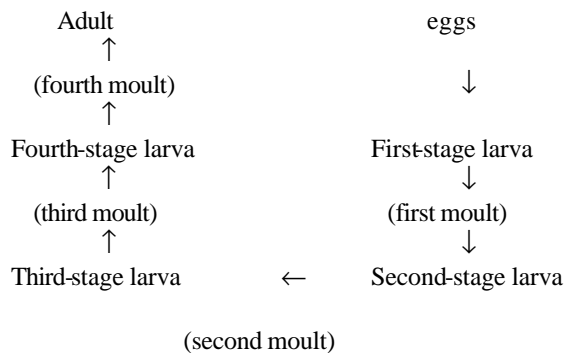 Adult eggs
↑
(fourth moult) ↓
↑
Fourth-stage larva First-stage larva
↑ ↓
(third moult) (first moult)
↑ ↓
Third-stage larva ← Second-stage larva
(second moult)